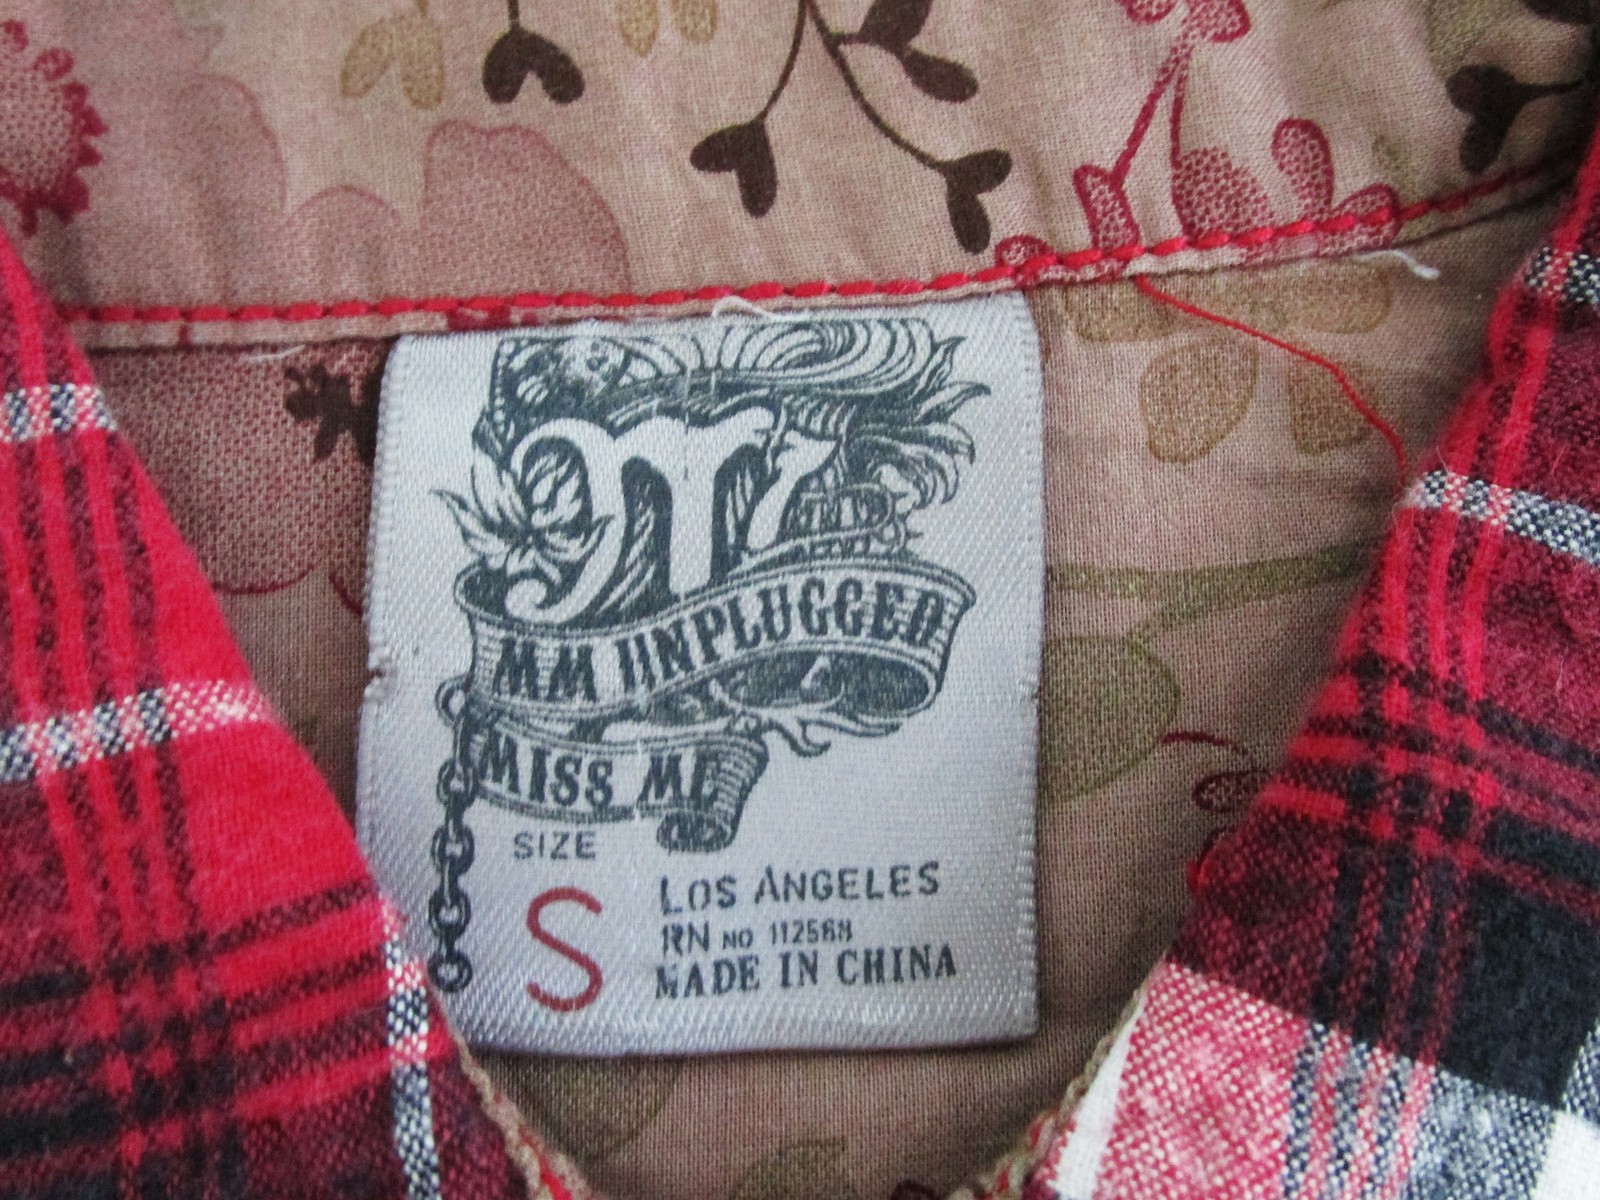 M
MM UNPLUGGED
MISS ME
SIZE
S
LOS ANGELES
RN NO 112568
MADE IN CHINA